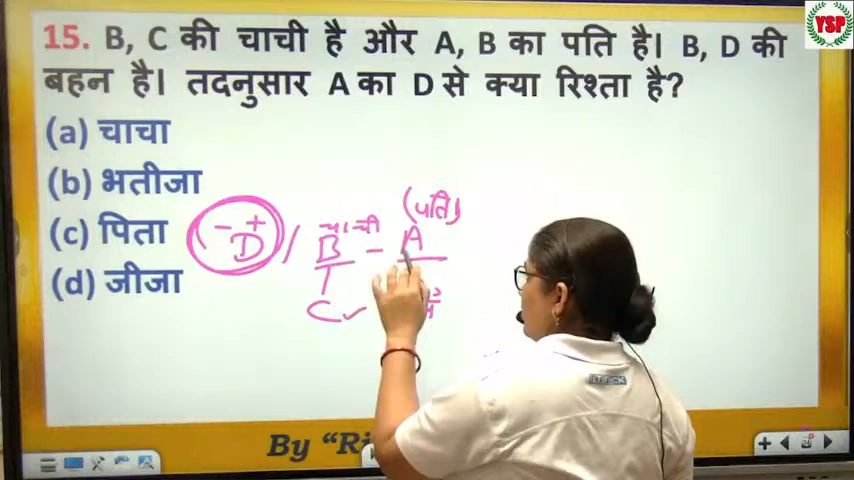 YSP
15. B, C की चाची है और A, B का पति है। B, D की
बहन है। तदनुसार A का D से क्या रिश्ता है?
(a) चाचा
(b) भतीजा
(c) पिता
(d) जीजा
(पति)
चाची
- +
D / B - A
C ✓
By "Ri